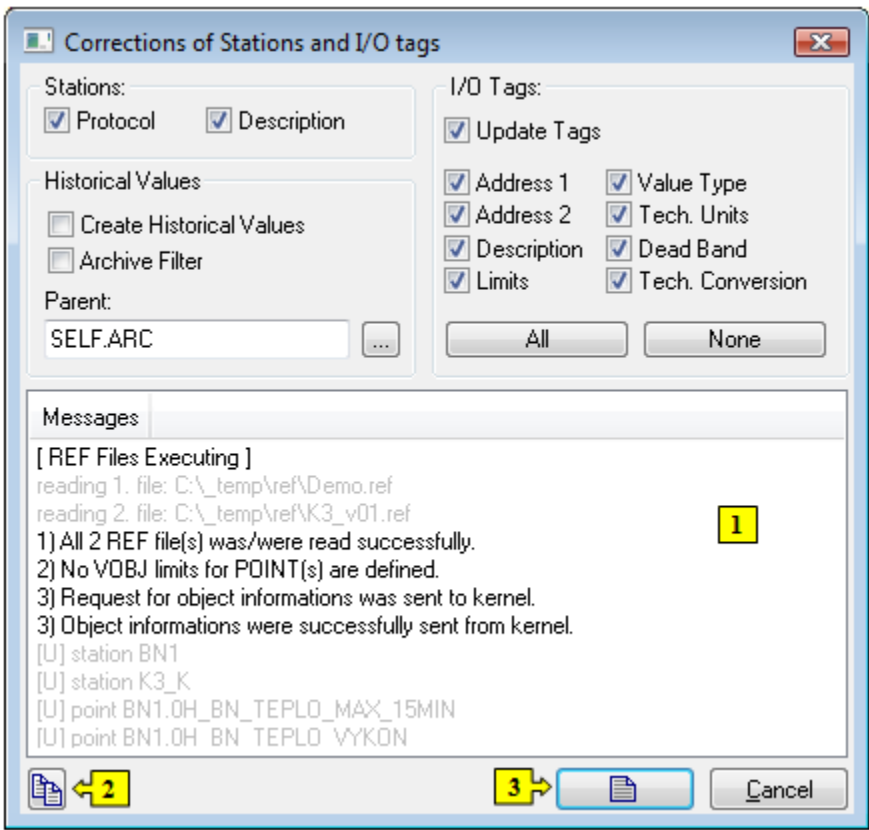 Corrections of Stations and I/O tags
Stations:
Protocol Description
Historical Values
Create Historical Values
Archive Filter
Parent:
SELF.ARC ...
I/O Tags:
Update Tags
Address 1 Value Type
Address 2 Tech. Units
Description Dead Band
Limits Tech. Conversion
All None
Messages
[ REF Files Executing ]
reading 1. file: C:\_temp\ref\Demo.ref
reading 2. file: C:\_temp\ref\K3_v01.ref
1) All 2 REF file(s) was/were read successfully.
2) No VOBJ limits for POINT(s) are defined.
3) Request for object informations was sent to kernel.
3) Object informations were successfully sent from kernel.
[U] station BN1
[U] station K3_K
[U] point BN1.0H_BN_TEPLO_MAX_15MIN
[U] point BN1.0H_BN_TEPLO_VYKON
1
2
3
Cancel